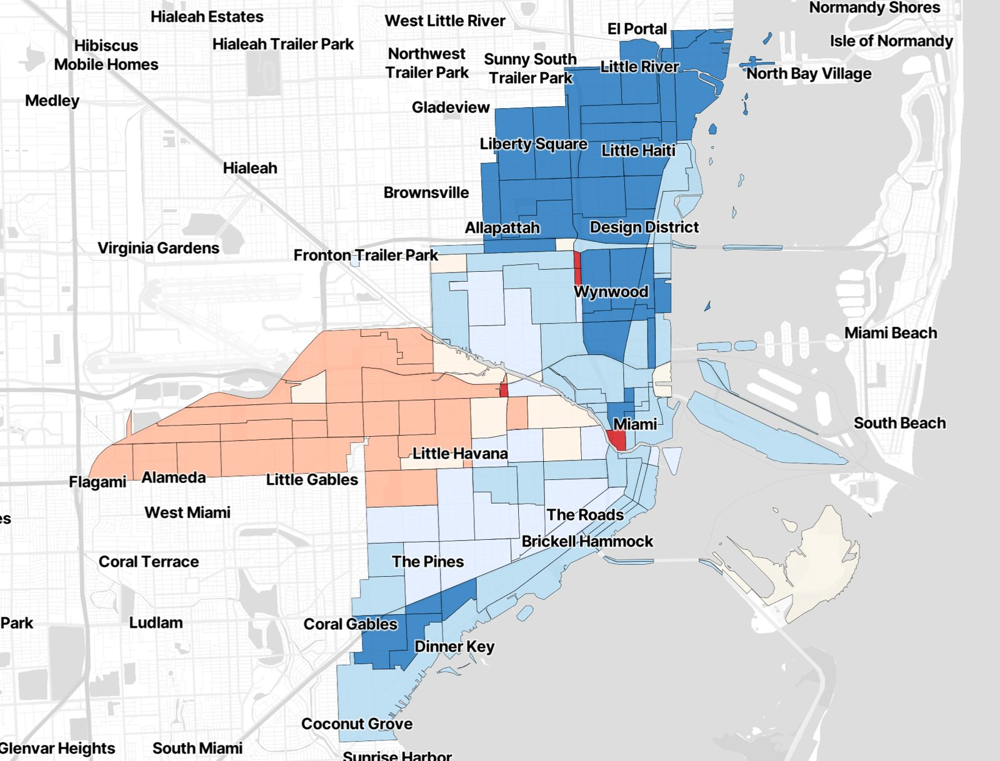 Normandy Shores
Hialeah Estates
West Little River
El Portal
Isle of Normandy
Hibiscus
Mobile Homes
Hialeah Trailer Park
Northwest
Trailer Park
Sunny South
Trailer Park
Little River
North Bay Village
Medley
Gladeview
Liberty Square
Little Haiti
Hialeah
Brownsville
Allapattah
Design District
Virginia Gardens
Fronton Trailer Park
Wynwood
Miami Beach
Miami
South Beach
Little Havana
Flagami
Alameda
Little Gables
West Miami
The Roads
es
Brickell Hammock
Coral Terrace
The Pines
Park
Ludlam
Coral Gables
Dinner Key
Coconut Grove
Glenvar Heights
South Miami
Sunrise Harbor